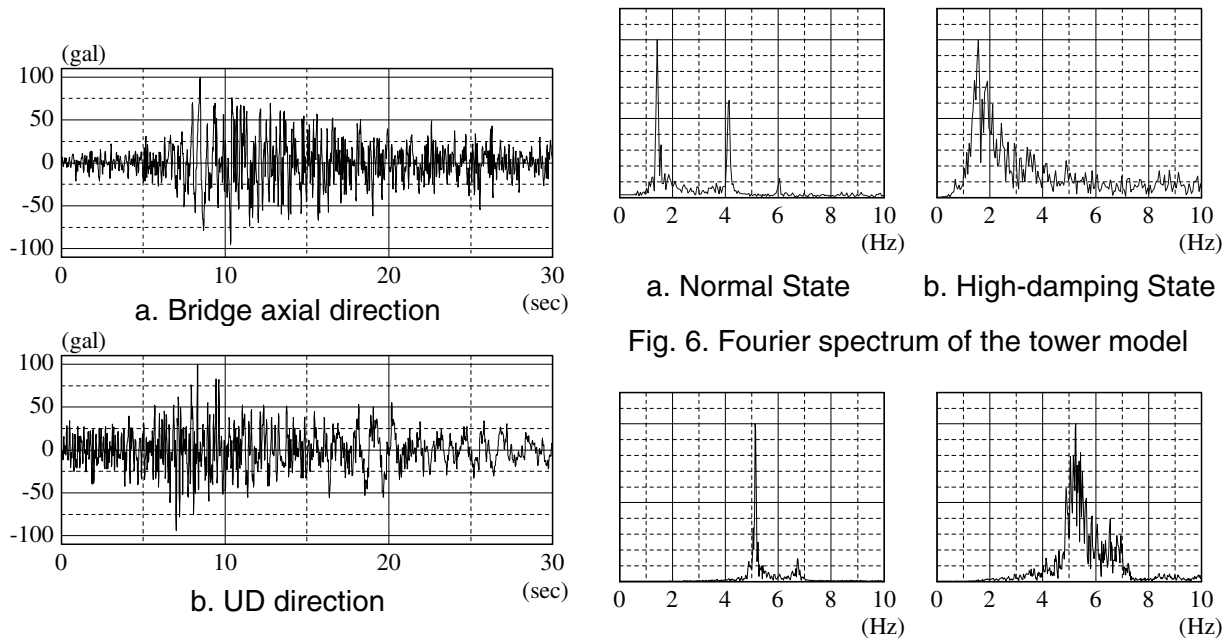 (gal)
100
50
0
-50
-100
0 10 20 30
(sec)
a. Bridge axial direction
(gal)
100
50
0
-50
-100
0 10 20 30
(sec)
b. UD direction
0 2 4 6 8 10
(Hz)
a. Normal State
0 2 4 6 8 10
(Hz)
b. High-damping State
Fig. 6. Fourier spectrum of the tower model
0 2 4 6 8 10
(Hz)
0 2 4 6 8 10
(Hz)